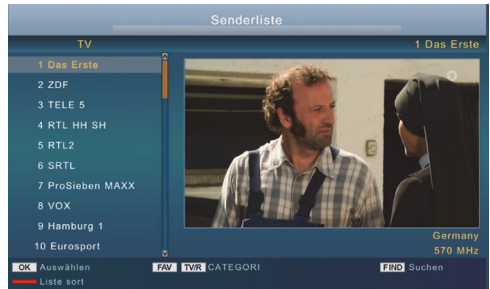 Senderliste
TV
1 Das Erste
1 Das Erste
2 ZDF
3 TELE 5
4 RTL HH SH
5 RTL2
6 SRTL
7 ProSieben MAXX
8 VOX
9 Hamburg 1
10 Eurosport
Germany
570 MHz
OK Auswählen FAV TV/R CATEGORI FIND Suchen
Liste sort